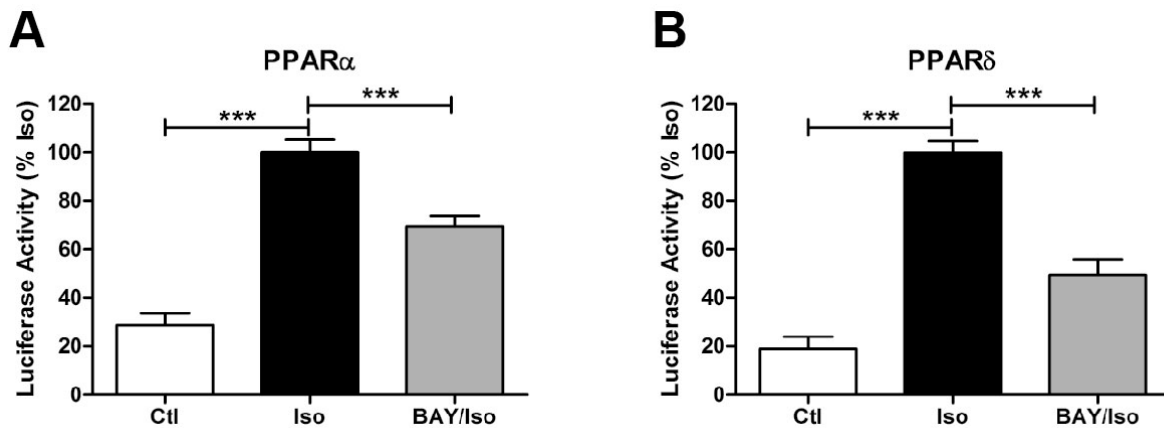 A
PPARα
Luciferase Activity (% Iso)
120
100
80
60
40
20
0
***
***
Ctl
Iso
BAY/Iso
B
PPARδ
Luciferase Activity (% Iso)
120
100
80
60
40
20
0
***
***
Ctl
Iso
BAY/Iso